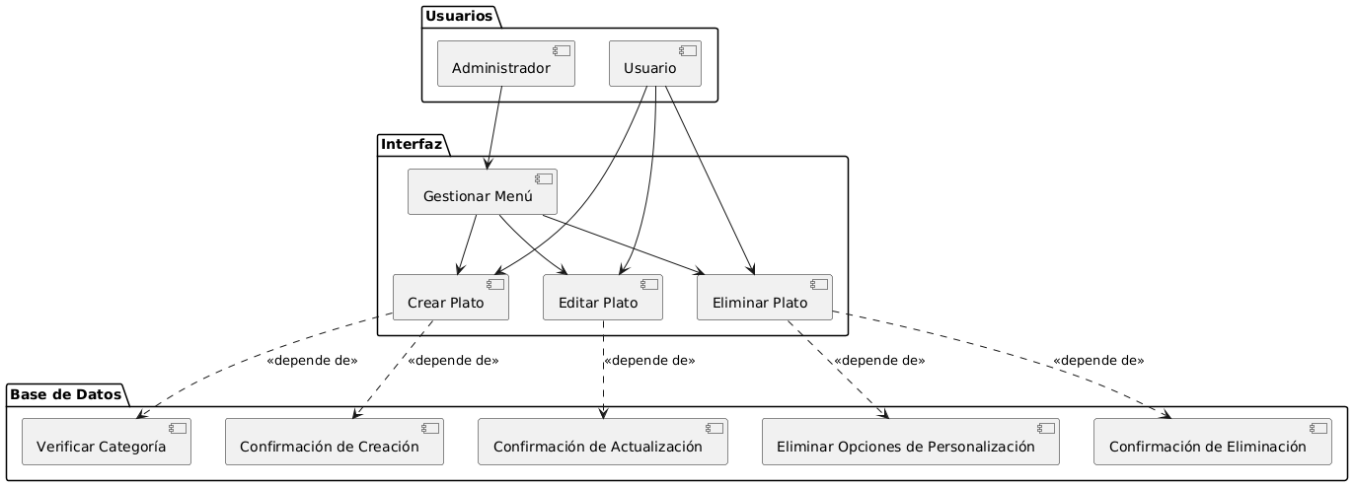 Usuarios
Administrador
Usuario
Interfaz
Gestionar Menú
Crear Plato
Editar Plato
Eliminar Plato
«depende de»
«depende de»
«depende de»
«depende de»
«depende de»
Base de Datos
Verificar Categoría
Confirmación de Creación
Confirmación de Actualización
Eliminar Opciones de Personalización
Confirmación de Eliminación